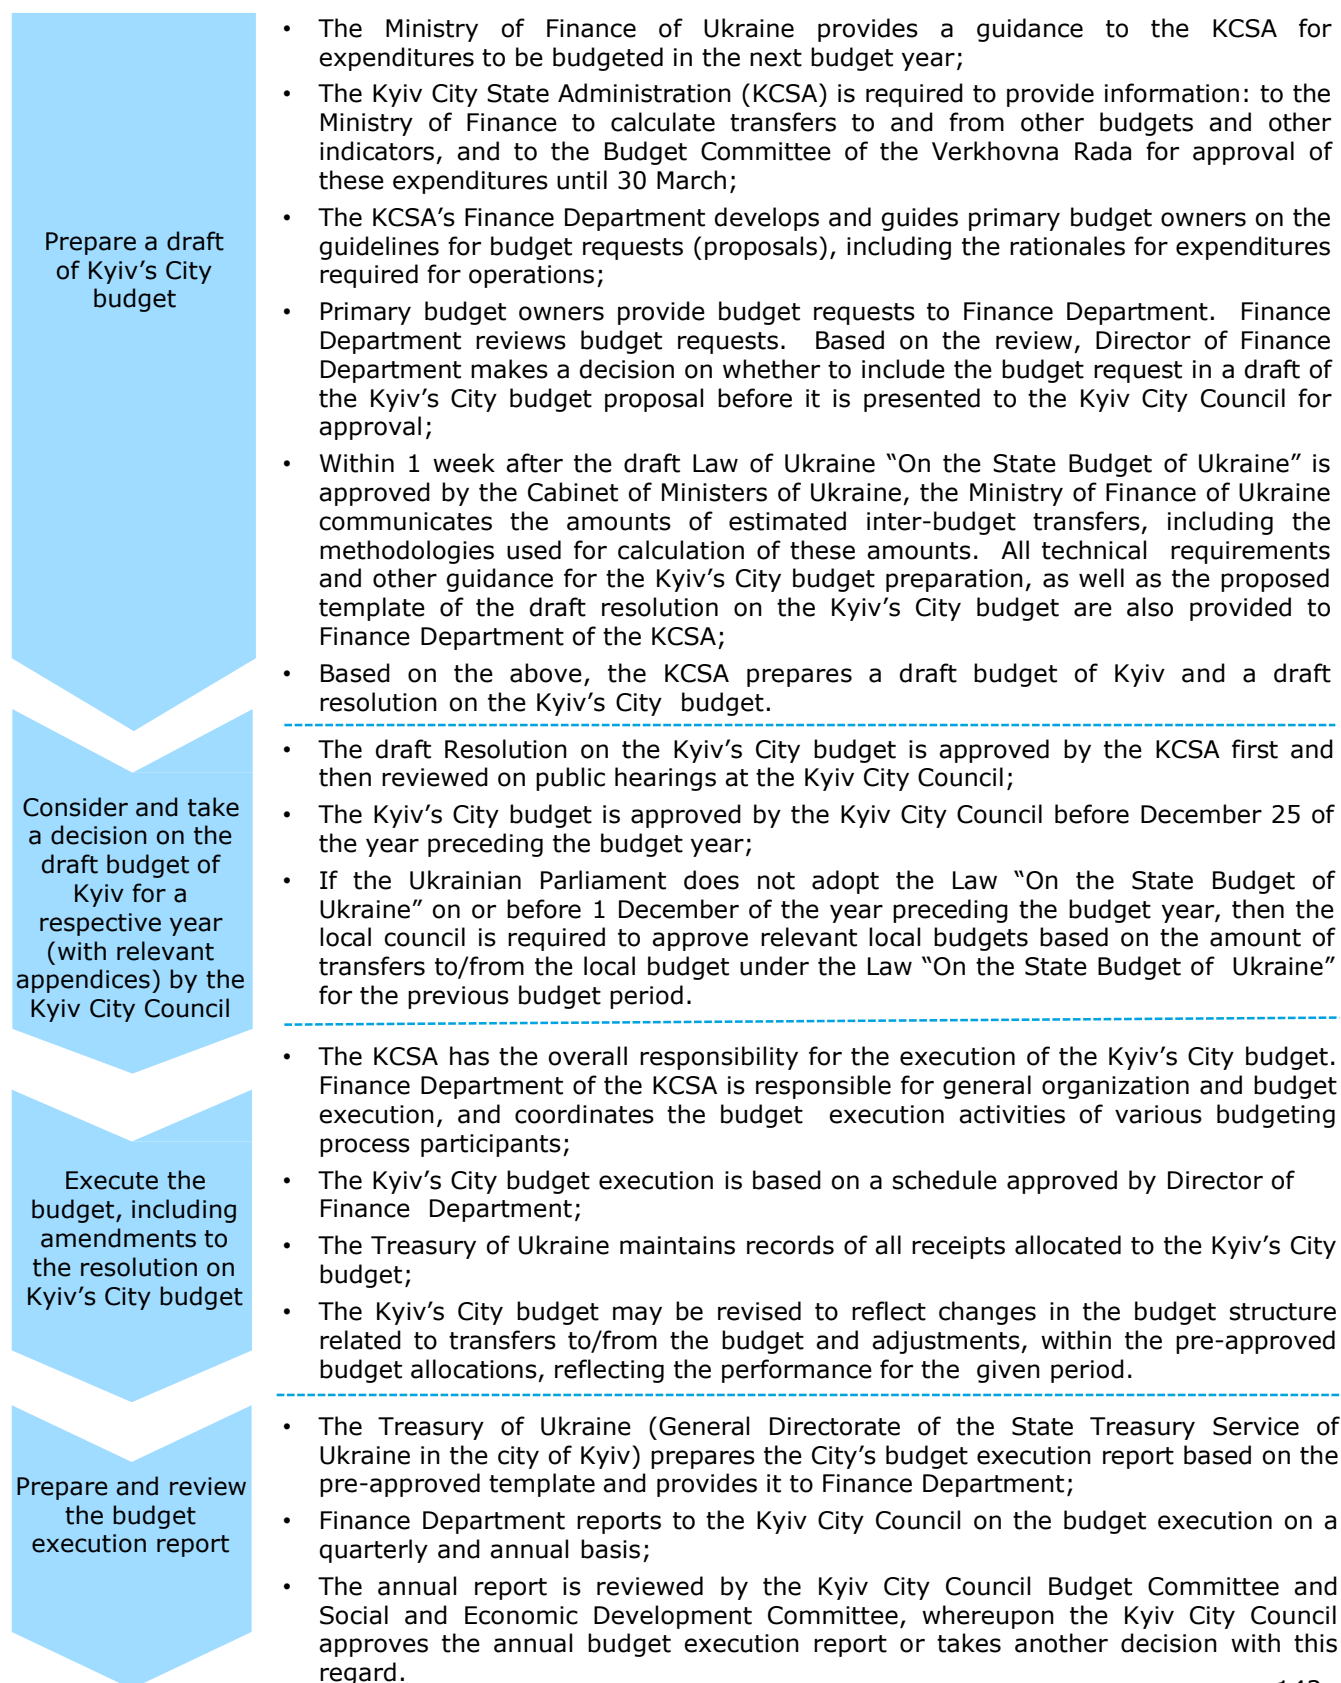 Prepare a draft
of Kyiv’s City
budget
• The Ministry of Finance of Ukraine provides a guidance to the KCSA for
expenditures to be budgeted in the next budget year;
• The Kyiv City State Administration (KCSA) is required to provide information: to the
Ministry of Finance to calculate transfers to and from other budgets and other
indicators, and to the Budget Committee of the Verkhovna Rada for approval of
these expenditures until 30 March;
• The KCSA’s Finance Department develops and guides primary budget owners on the
guidelines for budget requests (proposals), including the rationales for expenditures
required for operations;
• Primary budget owners provide budget requests to Finance Department. Finance
Department reviews budget requests. Based on the review, Director of Finance
Department makes a decision on whether to include the budget request in a draft of
the Kyiv’s City budget proposal before it is presented to the Kyiv City Council for
approval;
• Within 1 week after the draft Law of Ukraine “On the State Budget of Ukraine” is
approved by the Cabinet of Ministers of Ukraine, the Ministry of Finance of Ukraine
communicates the amounts of estimated inter-budget transfers, including the
methodologies used for calculation of these amounts. All technical requirements
and other guidance for the Kyiv’s City budget preparation, as well as the proposed
template of the draft resolution on the Kyiv’s City budget are also provided to
Finance Department of the KCSA;
• Based on the above, the KCSA prepares a draft budget of Kyiv and a draft
resolution on the Kyiv’s City budget.
Consider and take
a decision on the
draft budget of
Kyiv for a
respective year
(with relevant
appendices) by the
Kyiv City Council
• The draft Resolution on the Kyiv’s City budget is approved by the KCSA first and
then reviewed on public hearings at the Kyiv City Council;
• The Kyiv’s City budget is approved by the Kyiv City Council before December 25 of
the year preceding the budget year;
• If the Ukrainian Parliament does not adopt the Law “On the State Budget of
Ukraine” on or before 1 December of the year preceding the budget year, then the
local council is required to approve relevant local budgets based on the amount of
transfers to/from the local budget under the Law “On the State Budget of Ukraine”
for the previous budget period.
Execute the
budget, including
amendments to
the resolution on
Kyiv’s City budget
• The KCSA has the overall responsibility for the execution of the Kyiv’s City budget.
Finance Department of the KCSA is responsible for general organization and budget
execution, and coordinates the budget execution activities of various budgeting
process participants;
• The Kyiv’s City budget execution is based on a schedule approved by Director of
Finance Department;
• The Treasury of Ukraine maintains records of all receipts allocated to the Kyiv’s City
budget;
• The Kyiv’s City budget may be revised to reflect changes in the budget structure
related to transfers to/from the budget and adjustments, within the pre-approved
budget allocations, reflecting the performance for the given period.
Prepare and review
the budget
execution report
• The Treasury of Ukraine (General Directorate of the State Treasury Service of
Ukraine in the city of Kyiv) prepares the City’s budget execution report based on the
pre-approved template and provides it to Finance Department;
• Finance Department reports to the Kyiv City Council on the budget execution on a
quarterly and annual basis;
• The annual report is reviewed by the Kyiv City Council Budget Committee and
Social and Economic Development Committee, whereupon the Kyiv City Council
approves the annual budget execution report or takes another decision with this
regard.